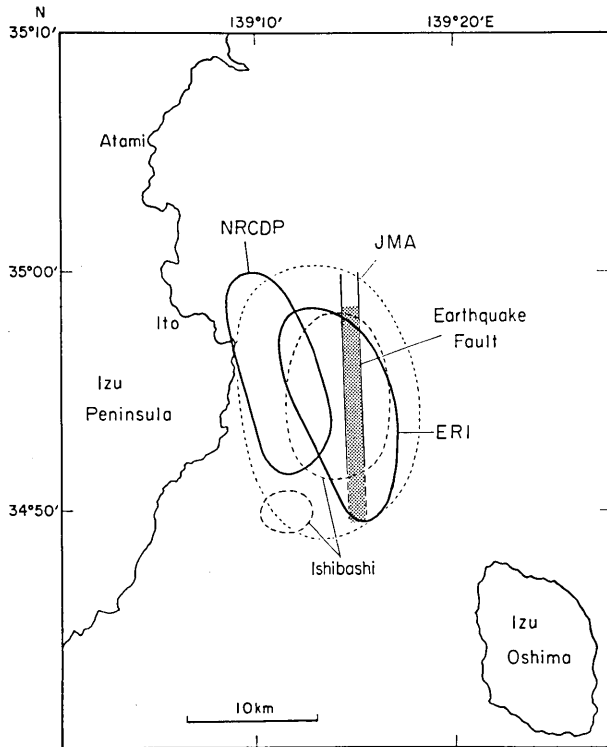 N
35°10'
139°10'
139°20'E
Atami
NRCDP
JMA
35°00'
Ito
Earthquake
Fault
Izu
Peninsula
ERI
34°50'
Ishibashi
Izu
Oshima
10km